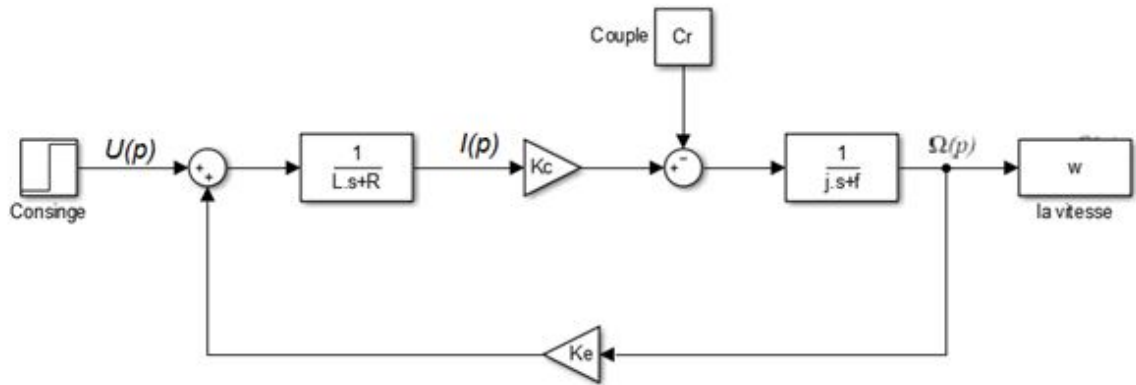 Couple
Cr
U(p)
+
+
1
L.s+R
I(p)
Kc
+
−
1
j.s+f
Ω(p)
w
Consinge
la vitesse
Ke